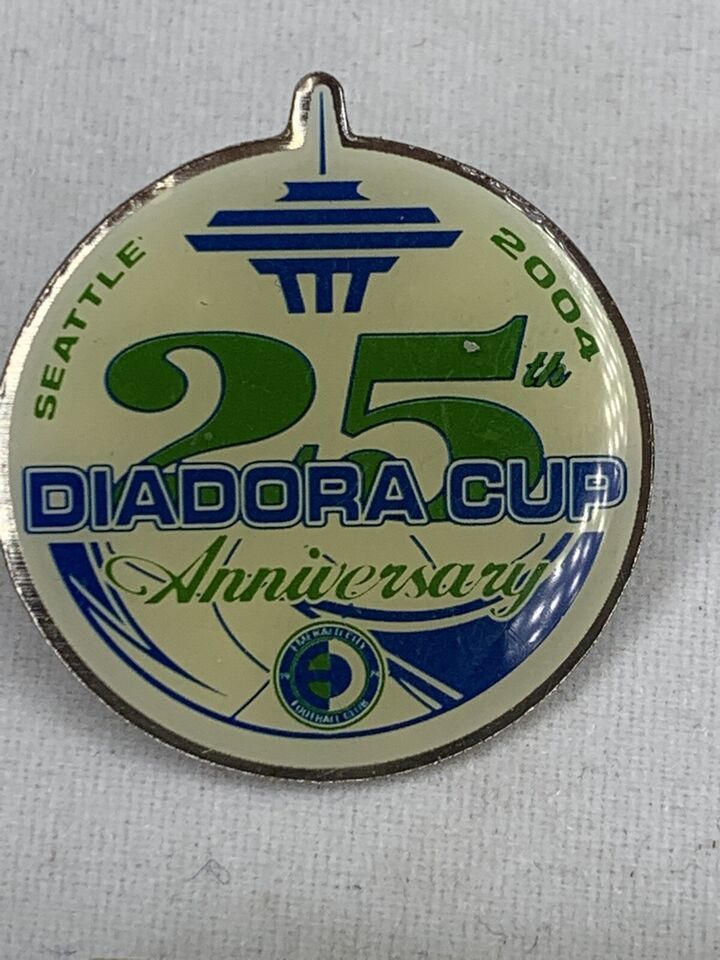 SEATTLE
2004
25th
DIADORA CUP
Anniversary
EMERALD CITY
FOOTBALL CLUB